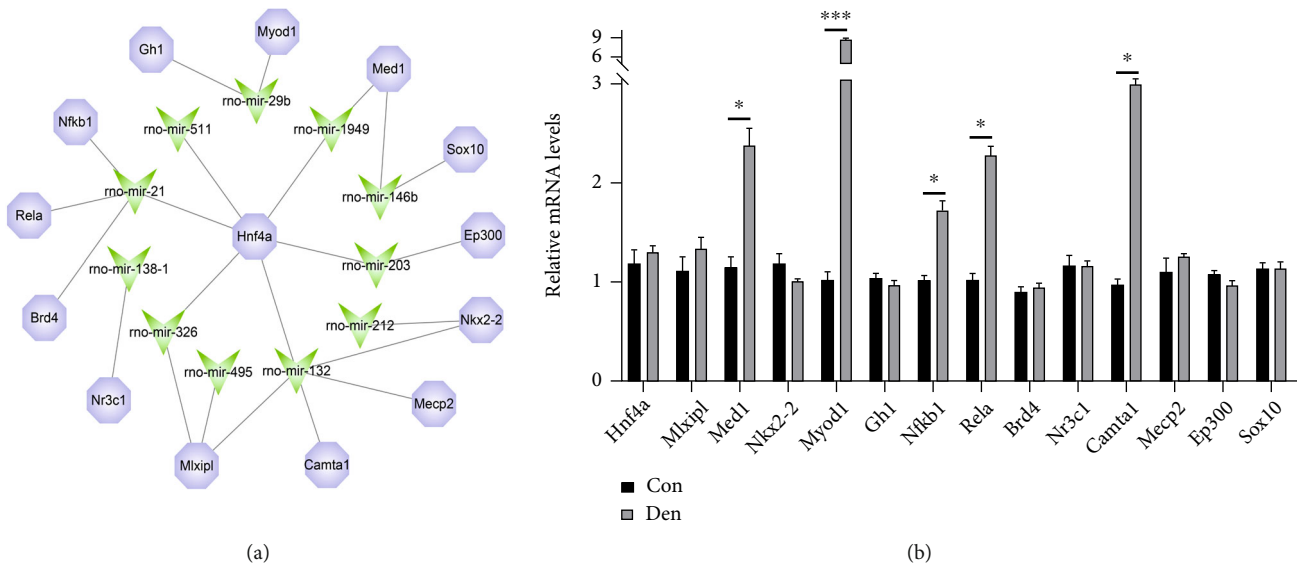 Myod1
Gh1
Med1
rno-mir-29b
Nfkb1
rno-mir-511
rno-mir-1949
Sox10
rno-mir-21
rno-mir-146b
Rela
Hnf4a
Ep300
rno-mir-138-1
rno-mir-203
Brd4
rno-mir-326
rno-mir-212
Nkx2-2
rno-mir-495
rno-mir-132
Nr3c1
Mecp2
Mlxipl
Camta1
(a)
Relative mRNA levels
9
6
3
2
1
0
***
*
*
*
*
Hnf4a
Mlxipl
Med1
Nkx2-2
Myod1
Gh1
Nfkb1
Rela
Brd4
Nr3c1
Camta1
Mecp2
Ep300
Sox10
Con
Den
(b)